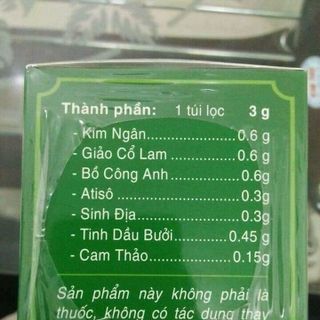 Thành phần: 1 túi lọc 3 g
- Kim Ngân......................0.6 g
- Giảo Cổ Lam................0.6 g
- Bồ Công Anh................0.6g
- Atisô..............................0.3g
- Sinh Địa........................0.3g
- Tinh Dầu Bưởi............0.45 g
- Cam Thảo...................0.15g
Sản phẩm này không phải là
thuốc, không có tác dụng thay